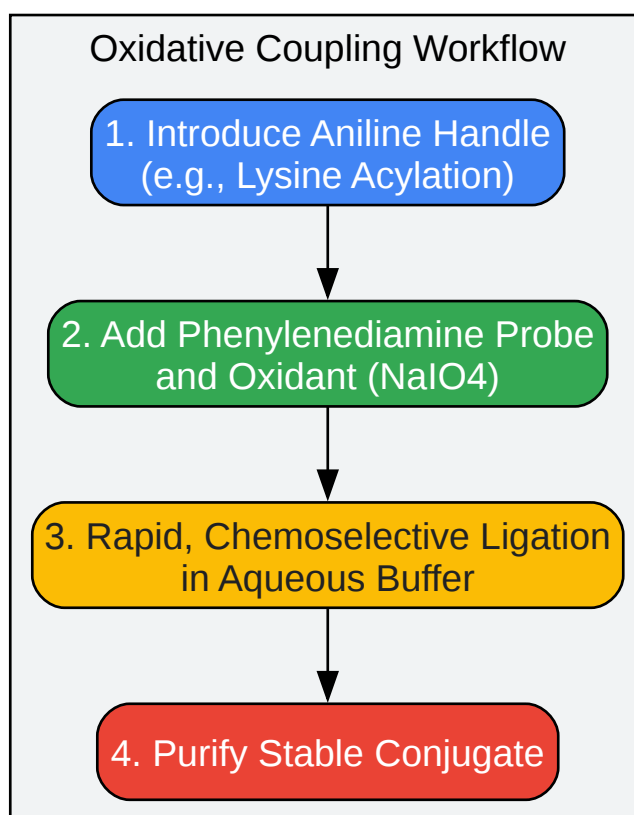 Oxidative Coupling Workflow
1. Introduce Aniline Handle
(e.g., Lysine Acylation)
2. Add Phenylenediamine Probe
and Oxidant (NaIO4)
3. Rapid, Chemoselective Ligation
in Aqueous Buffer
4. Purify Stable Conjugate